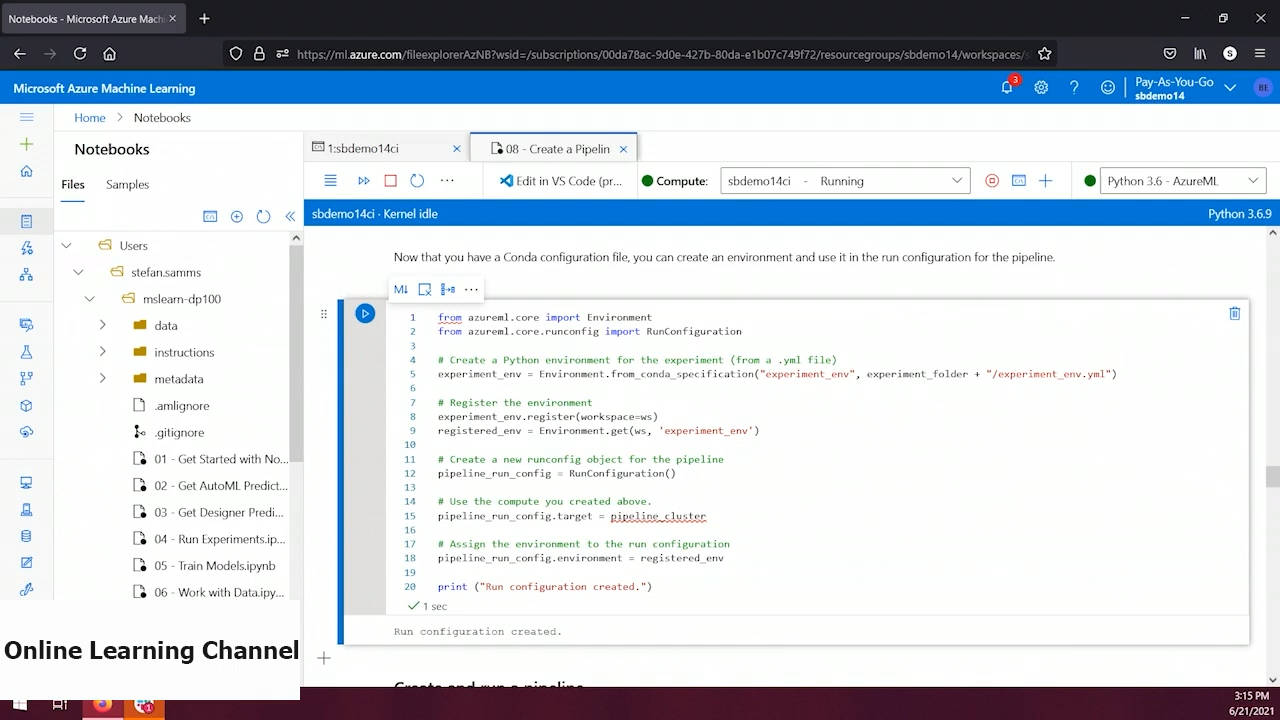 Notebooks - Microsoft Azure Machi
https://ml.azure.com/fileexplorerAzNB?wsid=/subscriptions/00da78ac-9d0e-427b-80da-e1b07c749f72/resourcegroups/sbdemo14/workspaces/s
S
Microsoft Azure Machine Learning
3
Pay-As-You-Go
sbdemo14
BE
Home > Notebooks
Notebooks
Files
Samples
1:sbdemo14ci
08 - Create a Pipelin
Edit in VS Code (pr...
Compute:
sbdemo14ci - Running
Python 3.6 - AzureML
sbdemo14ci · Kernel idle
Python 3.6.9
Users
stefan.samms
mslearn-dp100
data
instructions
metadata
.amlignore
.gitignore
01 - Get Started with No...
02 - Get AutoML Predict...
03 - Get Designer Predi...
04 - Run Experiments.ip...
05 - Train Models.ipynb
06 - Work with Data.ipy...
Now that you have a Conda configuration file, you can create an environment and use it in the run configuration for the pipeline.
M↓
1 from azureml.core import Environment
2 from azureml.core.runconfig import RunConfiguration
3
4 # Create a Python environment for the experiment (from a .yml file)
5 experiment_env = Environment.from_conda_specification("experiment_env", experiment_folder + "/experiment_env.yml")
6
7 # Register the environment
8 experiment_env.register(workspace=ws)
9 registered_env = Environment.get(ws, 'experiment_env')
10
11 # Create a new runconfig object for the pipeline
12 pipeline_run_config = RunConfiguration()
13
14 # Use the compute you created above.
15 pipeline_run_config.target = pipeline_cluster
16
17 # Assign the environment to the run configuration
18 pipeline_run_config.environment = registered_env
19
20 print ("Run configuration created.")
1 sec
Run configuration created.
Create and run a pipeline
Online Learning Channel
3:15 PM
6/21/2021